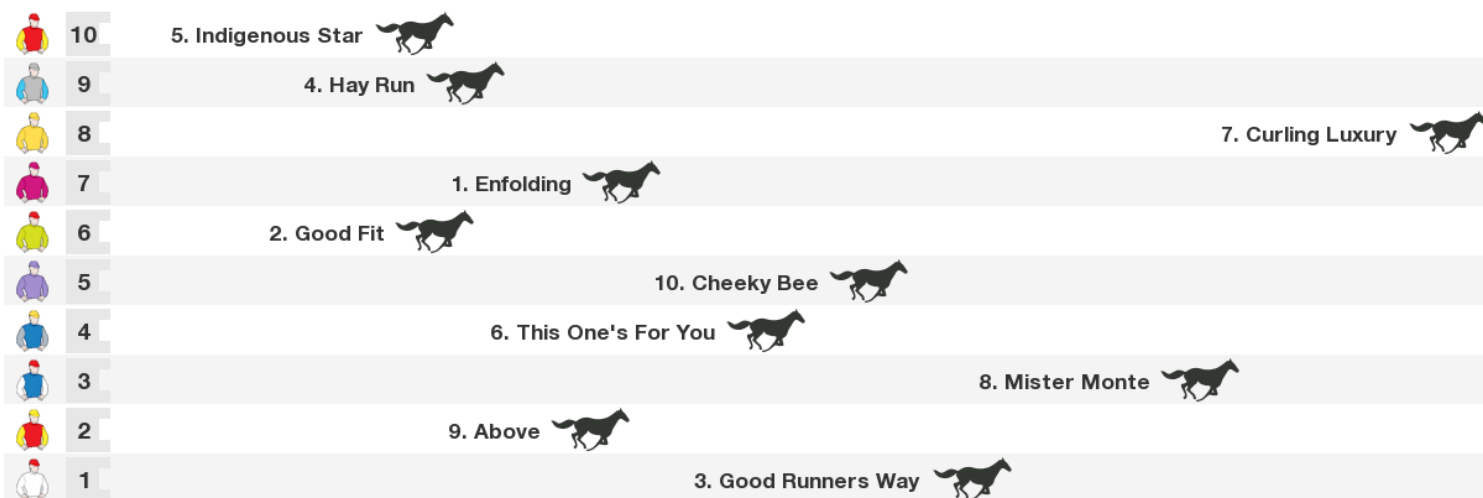 10 5. Indigenous Star
9 4. Hay Run
8 7. Curling Luxury
7 1. Enfolding
6 2. Good Fit
5 10. Cheeky Bee
4 6. This One's For You
3 8. Mister Monte
2 9. Above
1 3. Good Runners Way